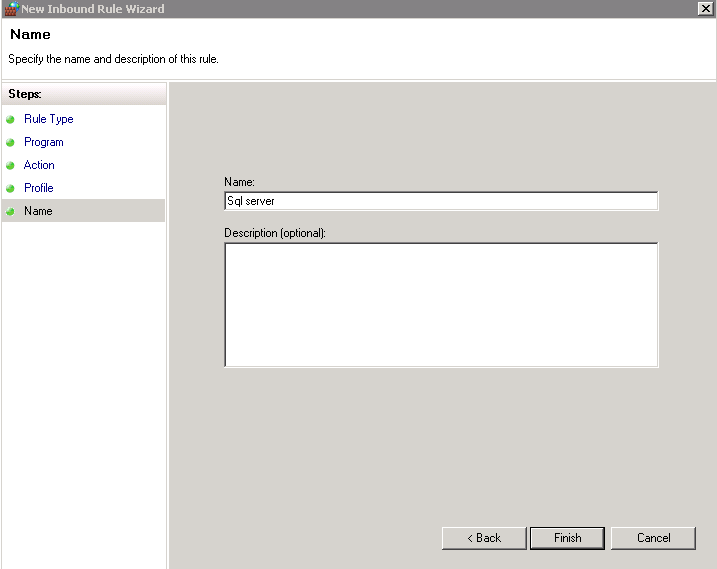 New Inbound Rule Wizard
Name
Specify the name and description of this rule.
Steps:
Rule Type
Program
Action
Profile
Name
Name:
Sql server
Description (optional):
< Back
Finish
Cancel